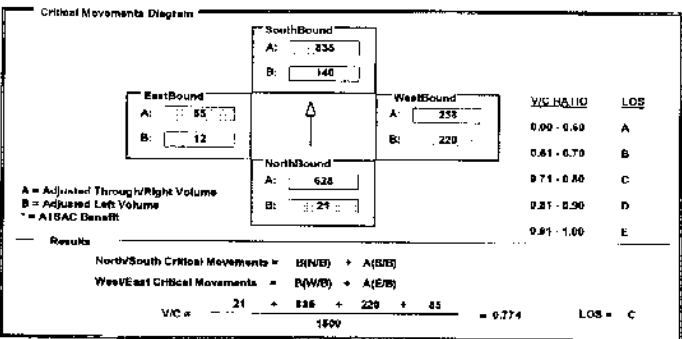 Critical Movements Diagram
SouthBound
A: 835
B: 140
EastBound
A: 85
B: 12
WestBound
A:
B: 220
V/C RATIO LOS
0.00 - 0.60 A
0.61 - 0.70 B
0.71 - 0.80 C
0.81 - 0.90 D
0.91 - 1.00 E
NorthBound
A: 628
B: 21
A = Adjusted Through/Right Volume
B = Adjusted Left Volume
* = ATSAC Benefit
Results
North/South Critical Movements = B(N/B) + A(S/B)
West/East Critical Movements = B(W/B) + A(E/B)
V/C = 21 + 835 + 220 + 85 = 0.774 LOS = C
1500